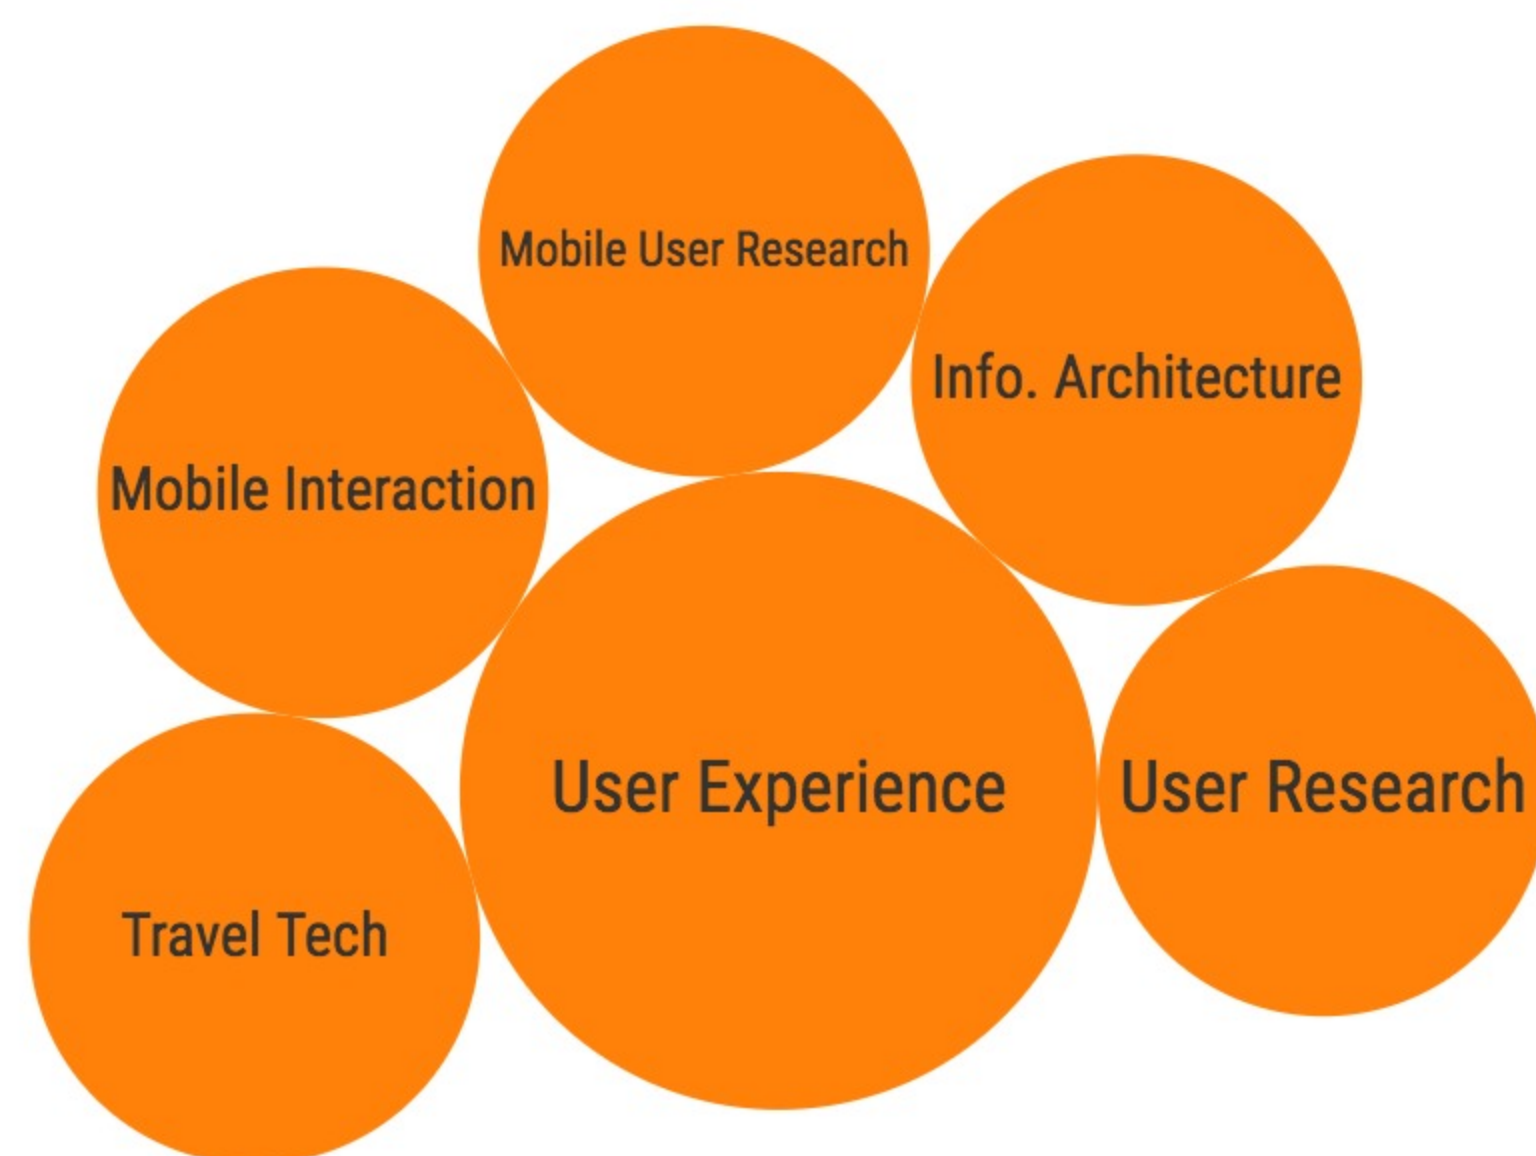 Mobile User Research
Info. Architecture
Mobile Interaction
User Experience
User Research
Travel Tech